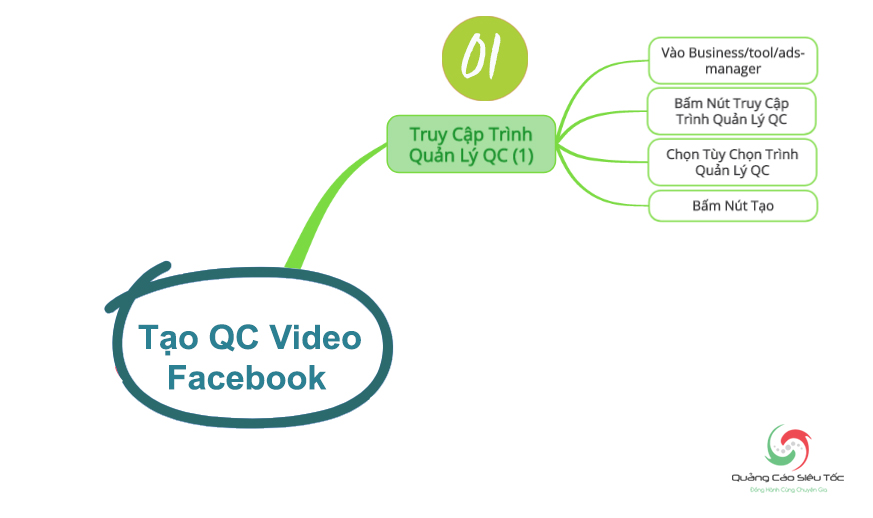 01
Truy Cập Trình
Quản Lý QC (1)
Vào Business/tool/ads-
manager
Bấm Nút Truy Cập
Trình Quản Lý QC
Chọn Tùy Chọn Trình
Quản Lý QC
Bấm Nút Tạo
Tạo QC Video
Facebook
Quảng Cáo Siêu Tốc
Đồng Hành Cùng Chuyên Gia